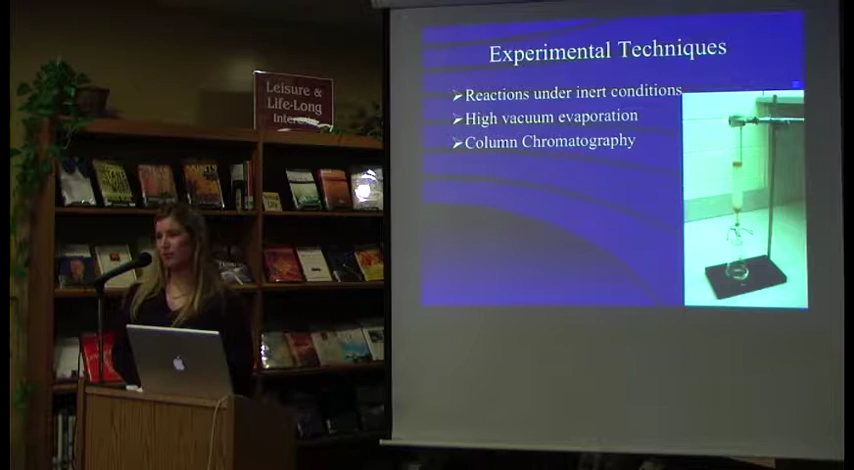 Leisure &
Life-Long
Experimental Techniques
➢Reactions under inert conditions
➢High vacuum evaporation
➢Column Chromatography